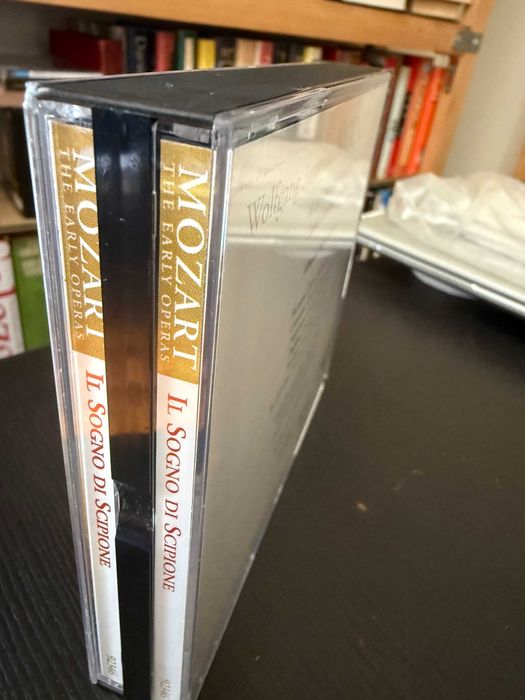 MOZART
THE EARLY OPERAS
IL SOGNO DI SCIPIONE
MOZART
THE EARLY OPERAS
IL SOGNO DI SCIPIONE
Wolfgang